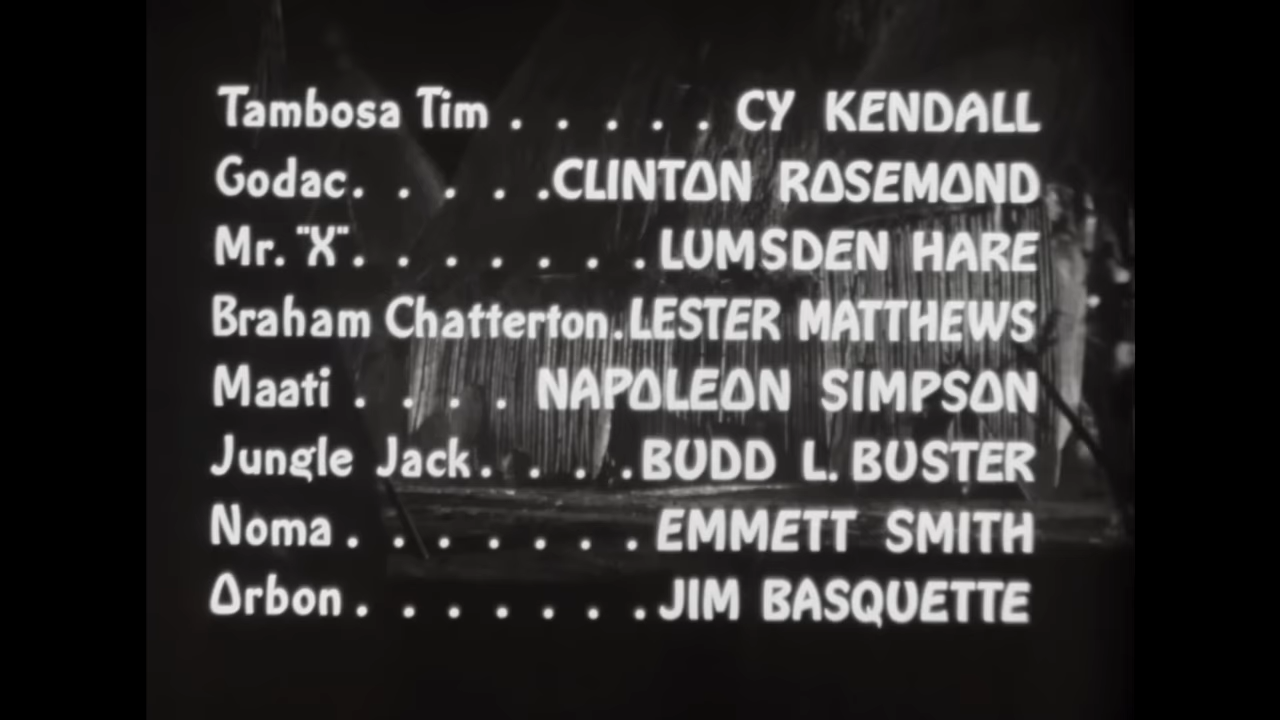 Tambosa Tim . . . . . CY KENDALL
Godac. . . . .CLINTON ROSEMOND
Mr. "X". . . . . . .LUMSDEN HARE
Braham Chatterton.LESTER MATTHEWS
Maati . . . . NAPOLEON SIMPSON
Jungle Jack. . . .BUDD L. BUSTER
Noma . . . . . . . EMMETT SMITH
Orbon . . . . . . .JIM BASQUETTE